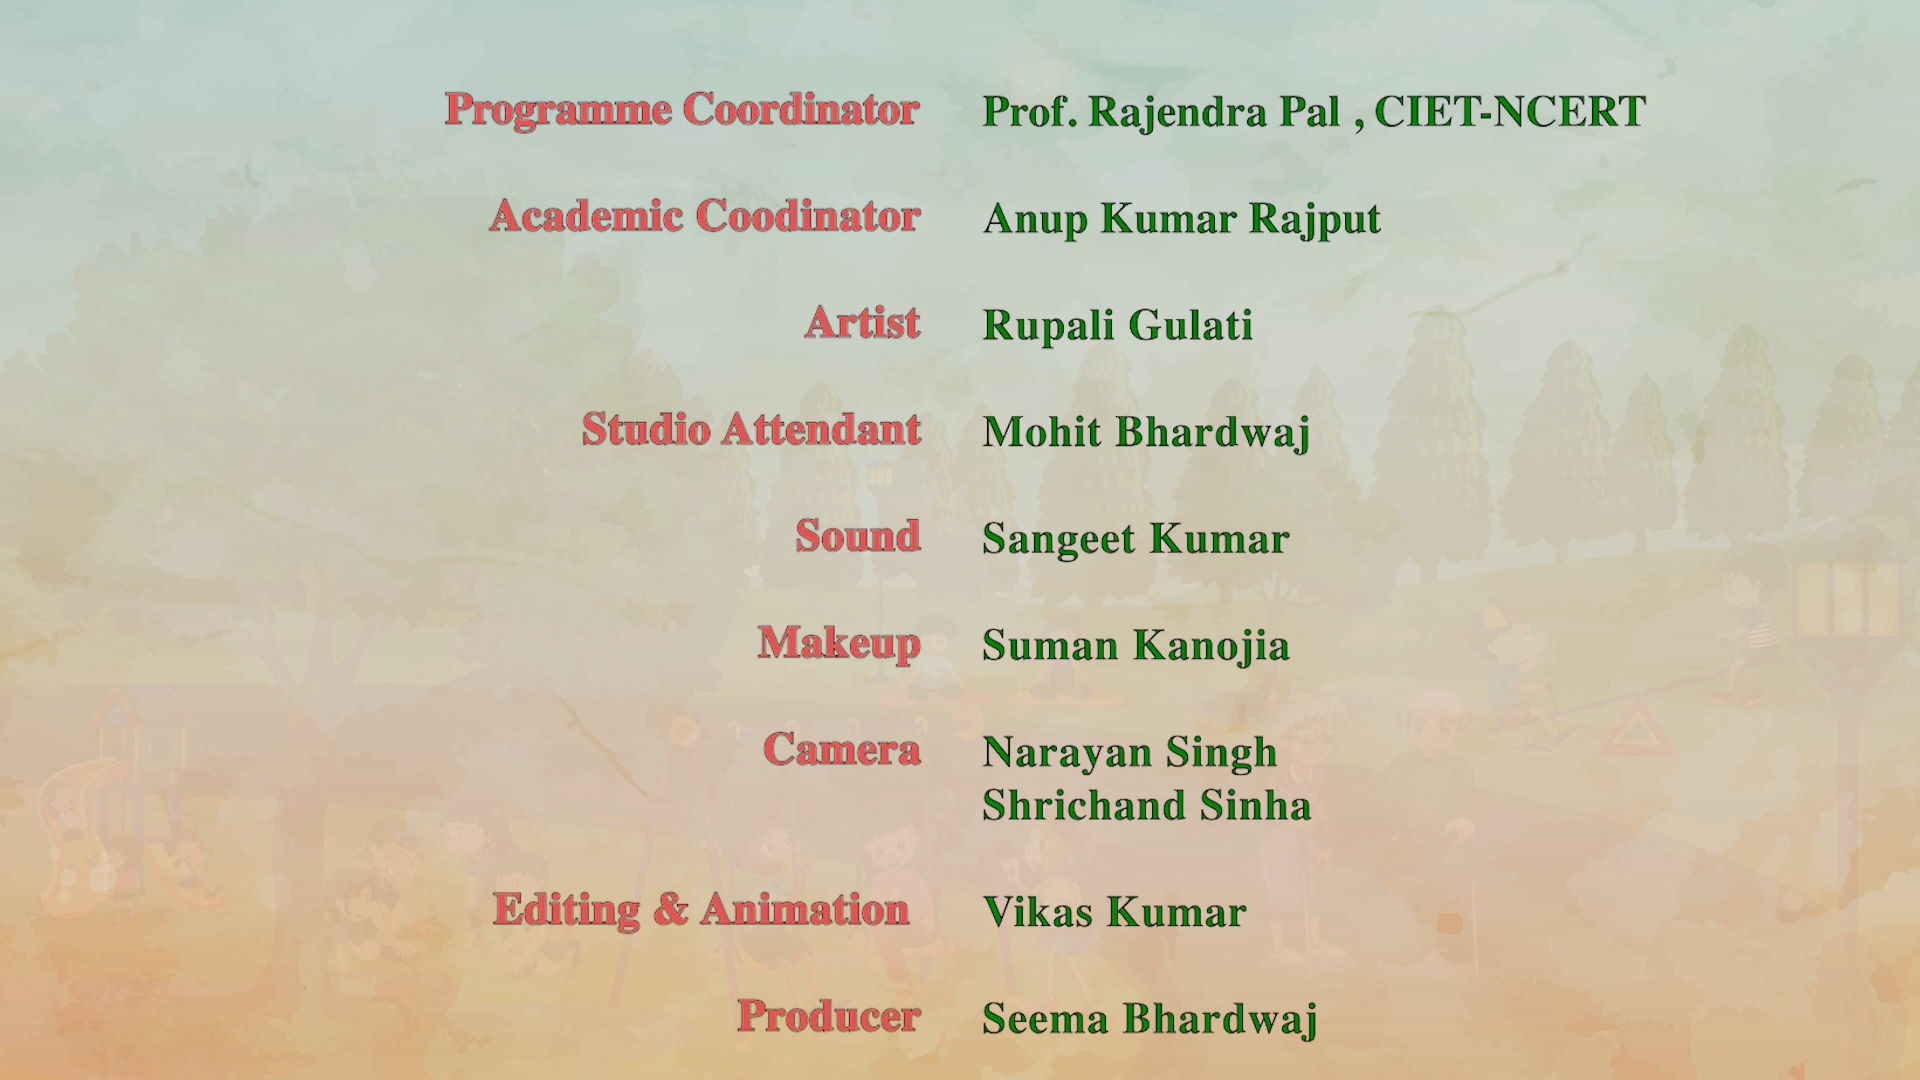 Programme Coordinator Prof. Rajendra Pal , CIET-NCERT
Academic Coodinator Anup Kumar Rajput
Artist Rupali Gulati
Studio Attendant Mohit Bhardwaj
Sound Sangeet Kumar
Makeup Suman Kanojia
Camera Narayan Singh
Shrichand Sinha
Editing & Animation Vikas Kumar
Producer Seema Bhardwaj